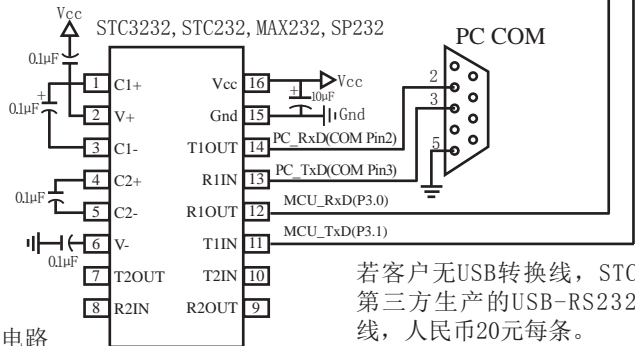 Vcc
STC3232, STC232, MAX232, SP232
PC COM
0.1μF
0.1μF
0.1μF
0.1μF
1 C1+
2 V+
3 C1-
4 C2+
5 C2-
6 V-
7 T2OUT
8 R2IN
Vcc 16
Gnd 15
T1OUT 14
R1IN 13
R1OUT 12
T1IN 11
T2IN 10
R2OUT 9
+
+
Vcc
10μF
Gnd
PC_RxD(COM Pin2)
PC_TxD(COM Pin3)
MCU_RxD(P3.0)
MCU_TxD(P3.1)
2
3
5
若客户无USB转换线，STC
第三方生产的USB-RS232
线，人民币20元每条。
电路